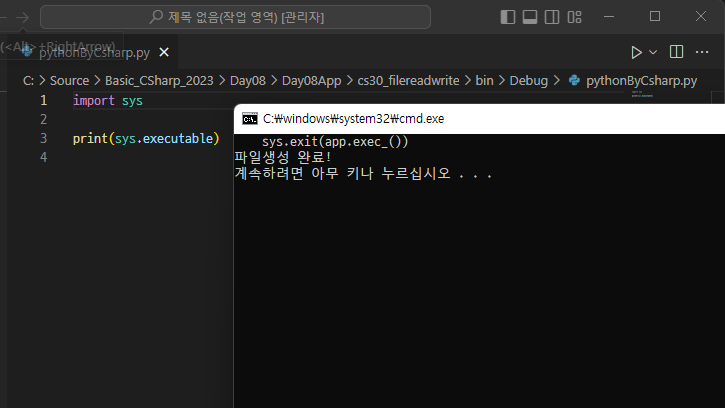 제목 없음(작업 영역) [관리자]
(<Alt> +RightArrow)
pythonByCsharp.py
C: > Source > Basic_CSharp_2023 > Day08 > Day08App > cs30_filereadwrite > bin > Debug > pythonByCsharp.py
1 import sys
2
3 print(sys.executable)
4
C:₩windows₩system32₩cmd.exe
sys.exit(app.exec_())
파일생성 완료!
계속하려면 아무 키나 누르십시오 . . .